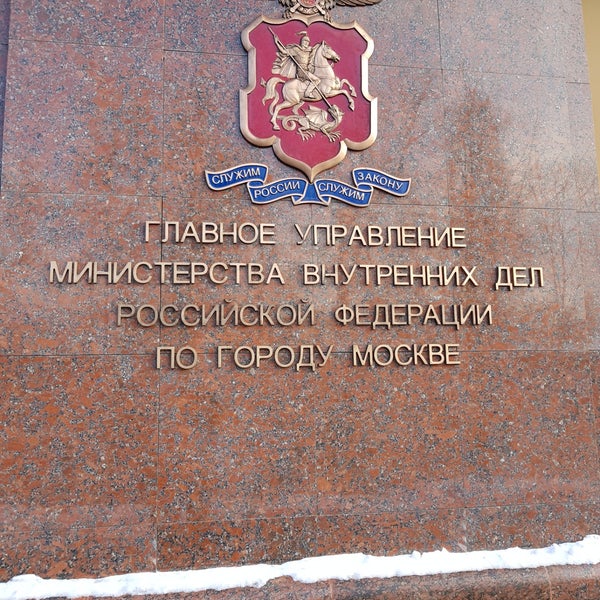 СЛУЖИМ РОССИИ СЛУЖИМ ЗАКОНУ
ГЛАВНОЕ УПРАВЛЕНИЕ
МИНИСТЕРСТВА ВНУТРЕННИХ ДЕЛ
РОССИЙСКОЙ ФЕДЕРАЦИИ
ПО ГОРОДУ МОСКВЕ